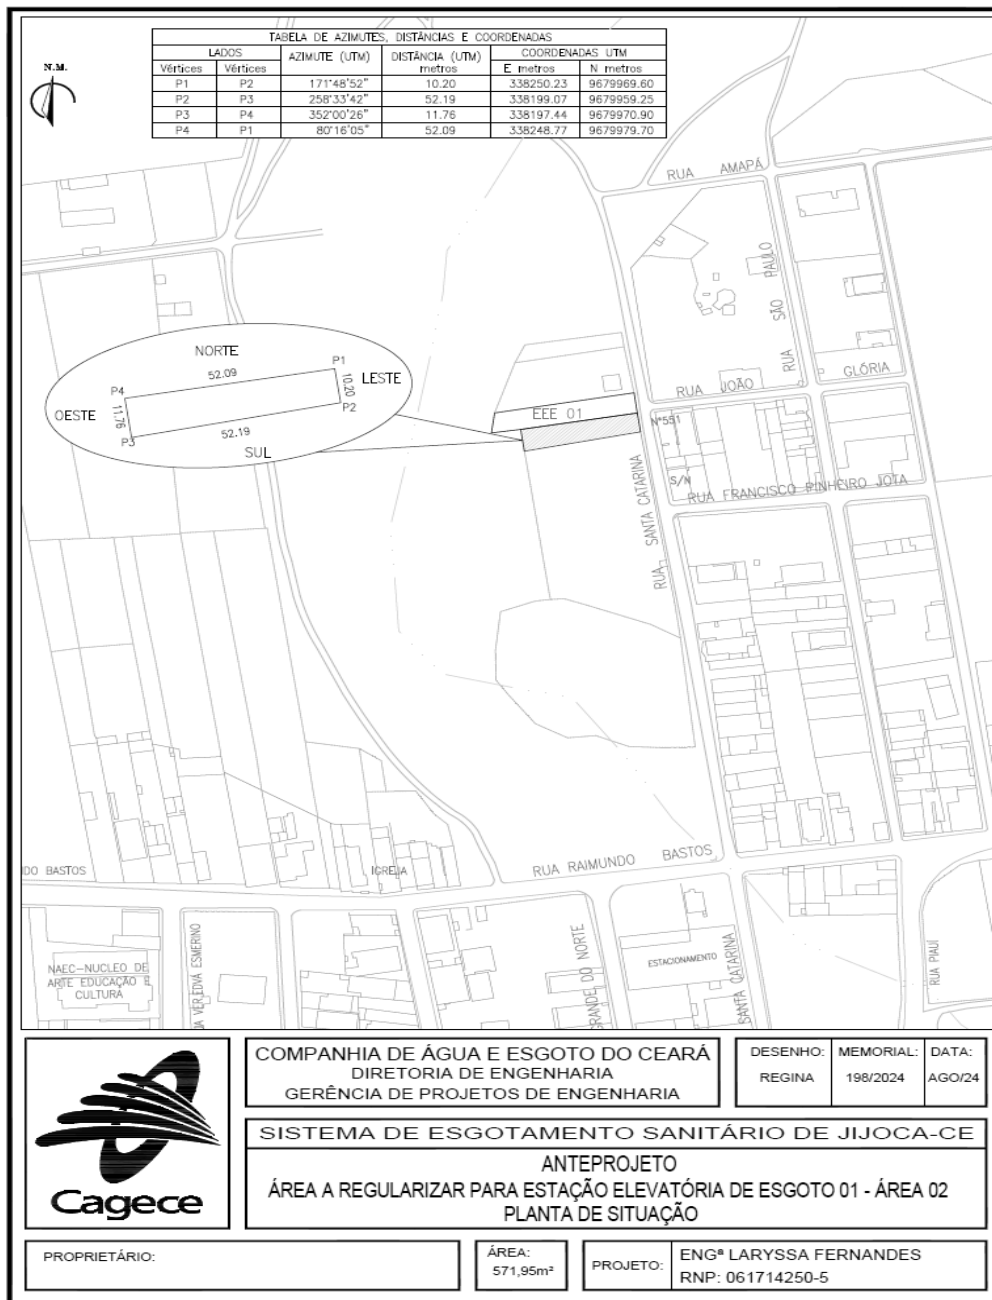 TABELA DE AZIMUTES, DISTÂNCIAS E COORDENADAS
LADOS AZIMUTE (UTM) DISTÂNCIA (UTM) metros COORDENADAS UTM
Vértices Vértices E metros N metros
P1 P2 171°48'52" 10.20 338250.23 9679969.60
P2 P3 258°33'42" 52.19 338199.07 9679959.25
P3 P4 352°00'26" 11.76 338197.44 9679970.90
P4 P1 80°16'05" 52.09 338248.77 9679979.70
N.M.
RUA AMAPÁ
RUA SÃO PAULO
NORTE
P1
52.09
LESTE
P4
10.20
P2
OESTE
11.76
P3
52.19
SUL
RUA JOÃO GLÓRIA
EEE 01
N°551
S/N
RUA FRANCISCO PINHEIRO JOTA
RUA SANTA CATARINA
RUA RAIMUNDO BASTOS
DO BASTOS
IGREJA
NAEC-NUCLEO DE
ARTE EDUCAÇÃO E
CULTURA
UA VER.EDVÁ ESMERINO
GRANDE DO NORTE
ESTACIONAMENTO
SANTA CATARINA
RUA PIAUÍ
Cagece
COMPANHIA DE ÁGUA E ESGOTO DO CEARÁ
DIRETORIA DE ENGENHARIA
GERÊNCIA DE PROJETOS DE ENGENHARIA
DESENHO: MEMORIAL: DATA:
REGINA 198/2024 AGO/24
SISTEMA DE ESGOTAMENTO SANITÁRIO DE JIJOCA-CE
ANTEPROJETO
ÁREA A REGULARIZAR PARA ESTAÇÃO ELEVATÓRIA DE ESGOTO 01 - ÁREA 02
PLANTA DE SITUAÇÃO
PROPRIETÁRIO:
ÁREA:
571,95m²
PROJETO:
ENGª LARYSSA FERNANDES
RNP: 061714250-5